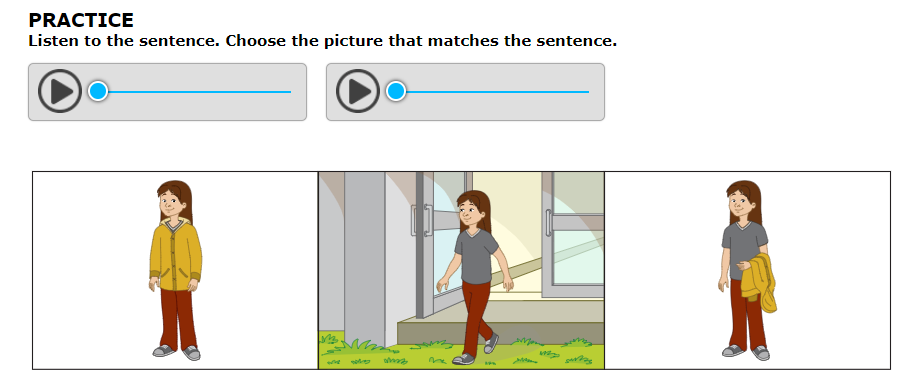 PRACTICE
Listen to the sentence. Choose the picture that matches the sentence.